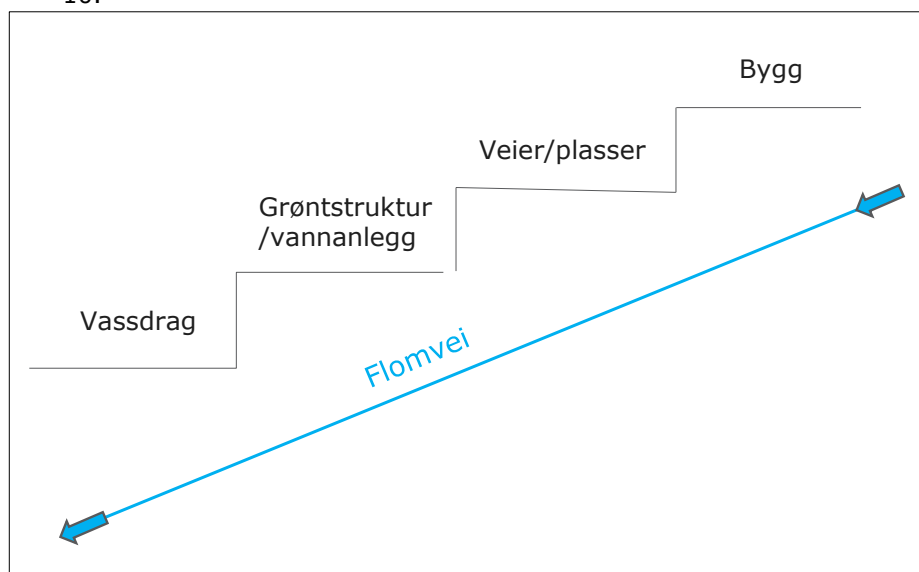 Bygg
Veier/plasser
Grøntstruktur
/vannanlegg
Vassdrag
Flomvei